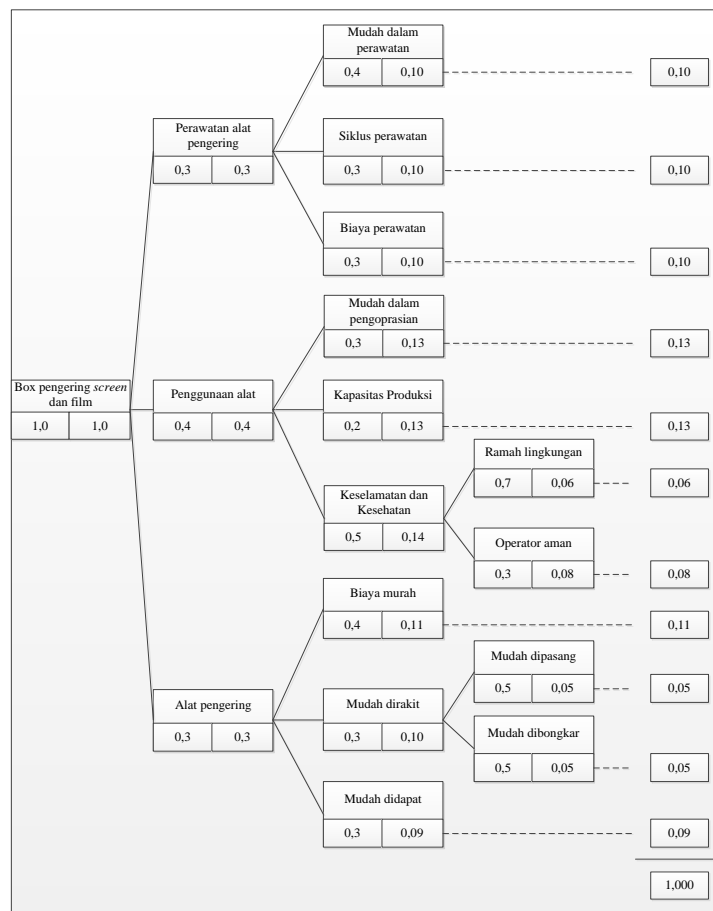 Mudah dalam
perawatan
0,4 0,10 0,10
Perawatan alat
pengering
0,3 0,3
Siklus perawatan
0,3 0,10 0,10
Biaya perawatan
0,3 0,10 0,10
Mudah dalam
pengoprasian
0,3 0,13 0,13
Box pengering screen
dan film
1,0 1,0
Penggunaan alat
0,4 0,4
Kapasitas Produksi
0,2 0,13 0,13
Keselamatan dan
Kesehatan
0,5 0,14
Ramah lingkungan
0,7 0,06 0,06
Operator aman
0,3 0,08 0,08
Biaya murah
0,4 0,11 0,11
Alat pengering
0,3 0,3
Mudah dirakit
0,3 0,10
Mudah dipasang
0,5 0,05 0,05
Mudah dibongkar
0,5 0,05 0,05
Mudah didapat
0,3 0,09 0,09
1,000